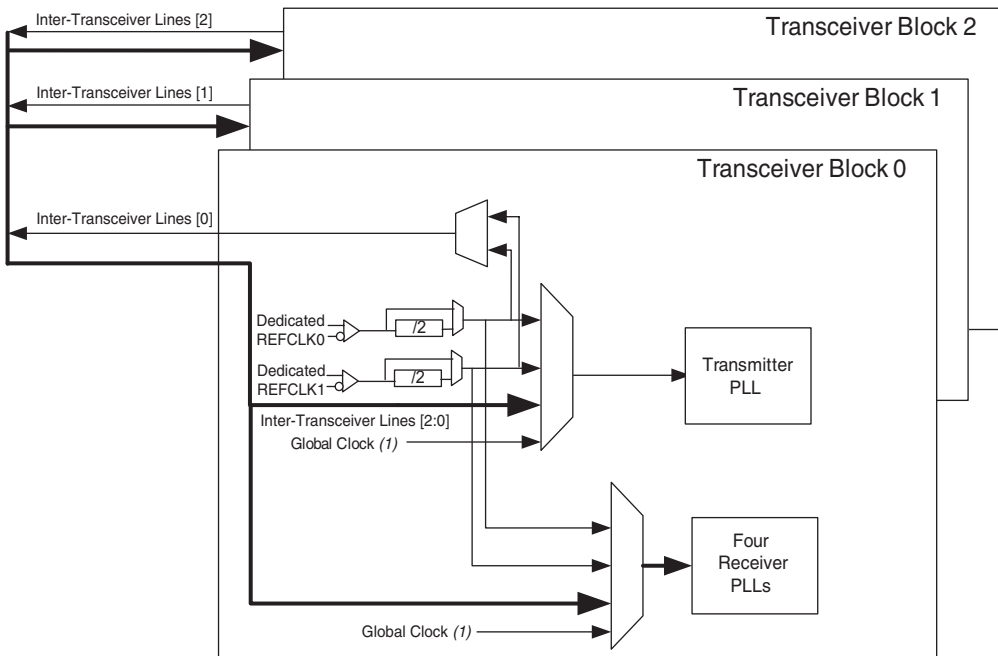 Inter-Transceiver Lines [2]
Transceiver Block 2
Inter-Transceiver Lines [1]
Transceiver Block 1
Transceiver Block 0
Inter-Transceiver Lines [0]
Dedicated
REFCLK0
/2
Dedicated
REFCLK1
/2
Transmitter
PLL
Inter-Transceiver Lines [2:0]
Global Clock (1)
Four
Receiver
PLLs
Global Clock (1)